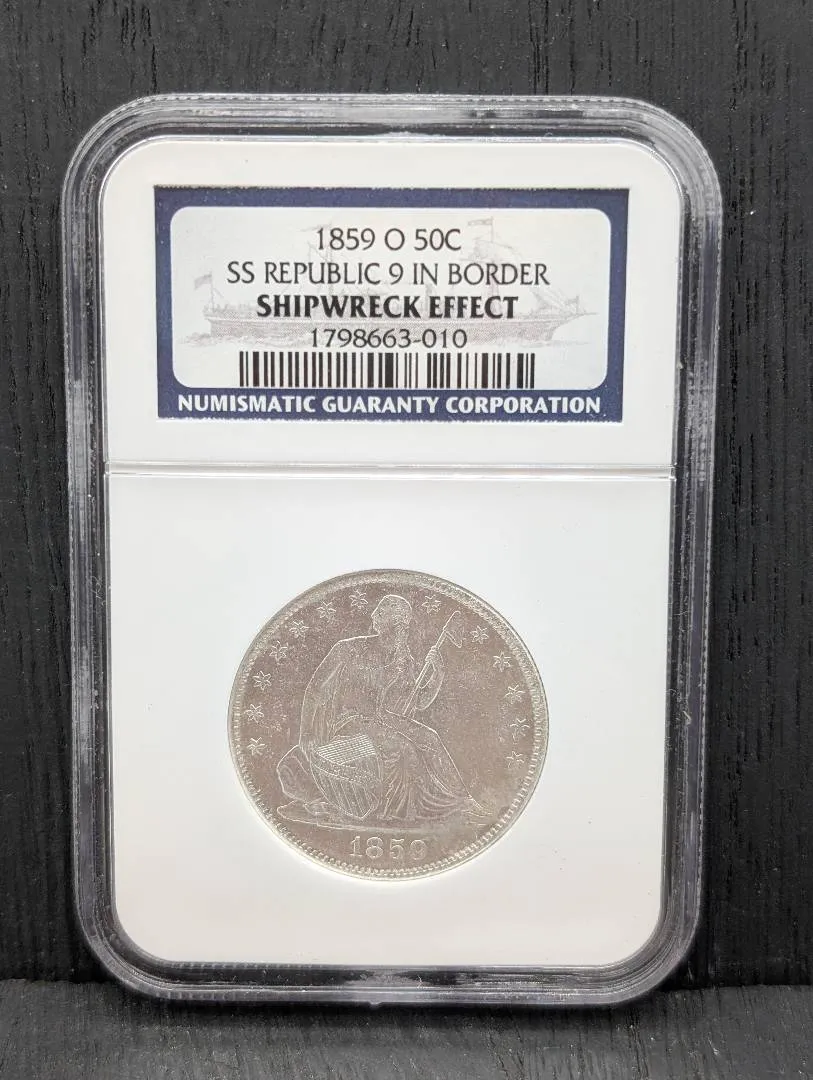 1859 O 50C
SS REPUBLIC 9 IN BORDER
SHIPWRECK EFFECT
1798663-010
NUMISMATIC GUARANTY CORPORATION
1859